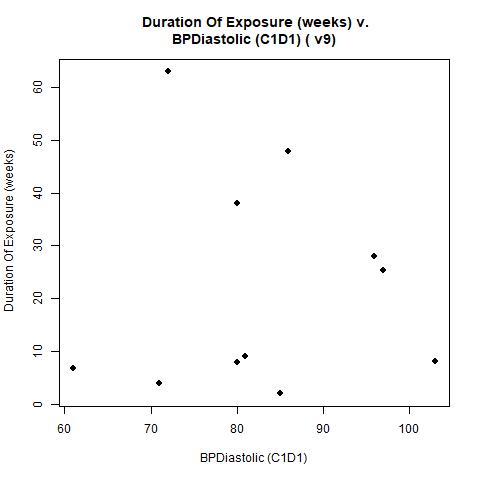 Duration Of Exposure (weeks) v.
BPDiastolic (C1D1) ( v9)
Duration Of Exposure (weeks)
60
50
40
30
20
10
0
60 70 80 90 100
BPDiastolic (C1D1)